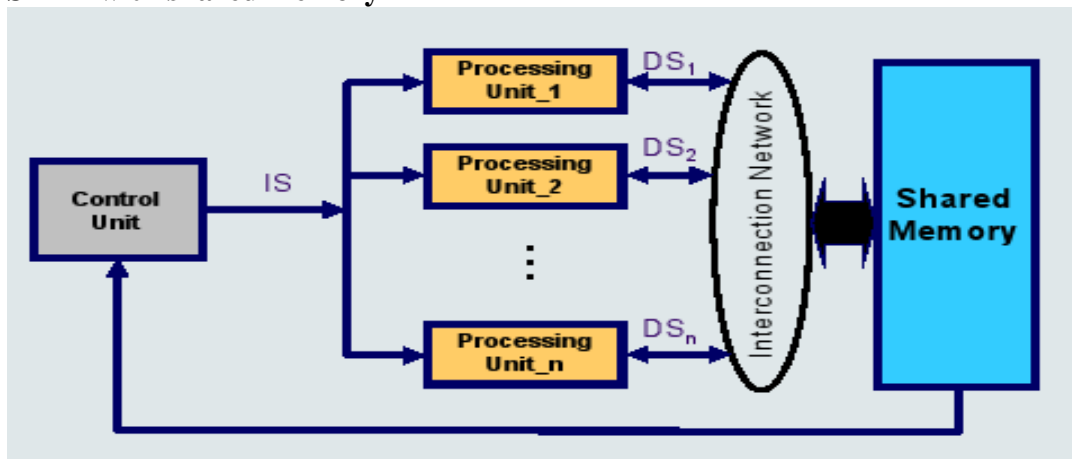 Control
Unit
IS
Processing
Unit_1
DS1
Processing
Unit_2
DS2
⋮
Processing
Unit_n
DSn
Interconnection Network
Shared
Memory